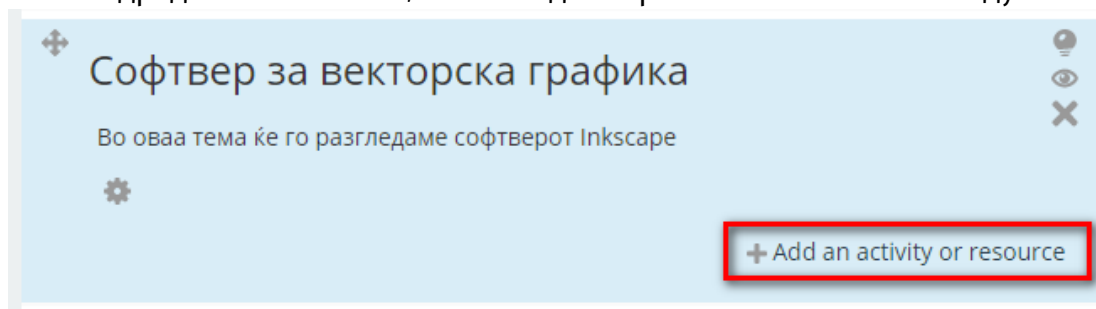 Софтвер за векторска графика
Во оваа тема ќе го разгледаме софтверот Inkscape
Add an activity or resource